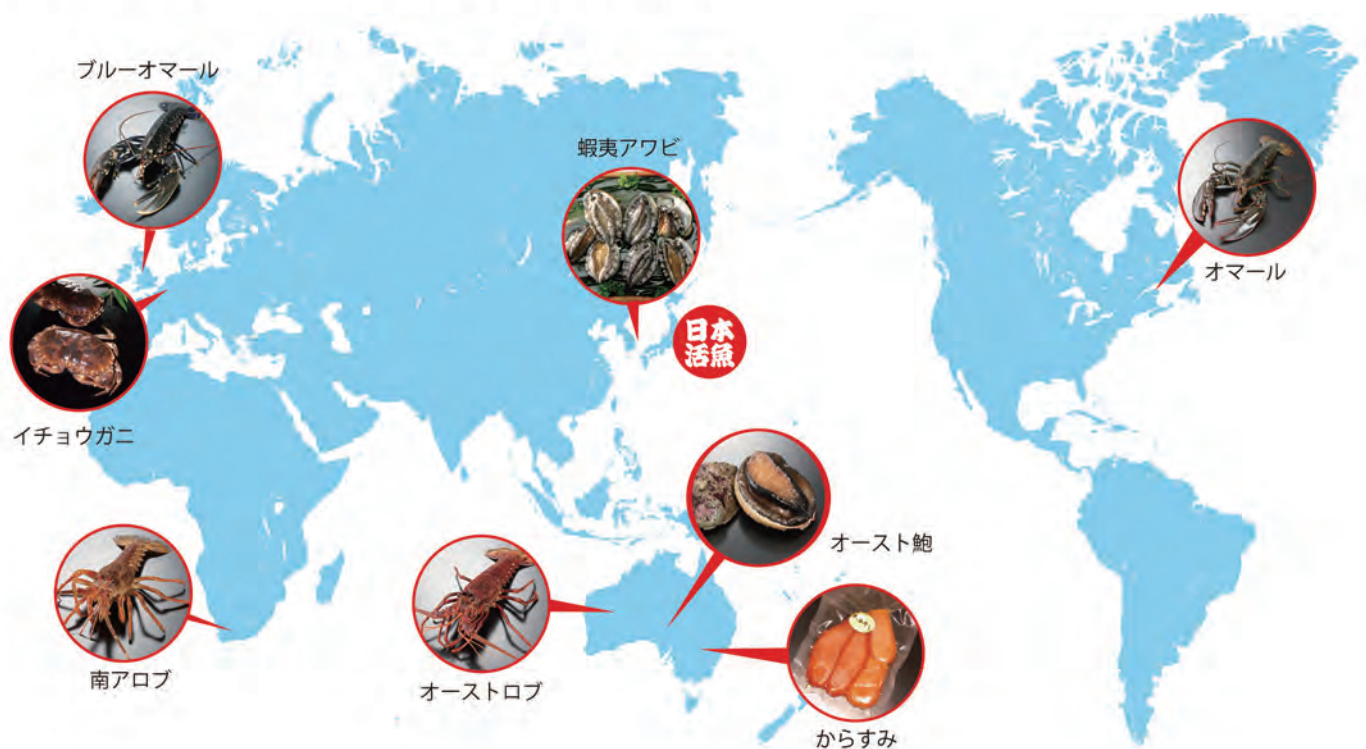 ブルーオマール
蝦夷アワビ
オマール
日本
活魚
イチョウガニ
オースト鮑
南アロブ
オーストロブ
からすみ